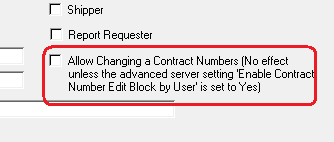 Shipper
Report Requester
Allow Changing a Contract Numbers (No effect
unless the advanced server setting 'Enable Contract
Number Edit Block by User' is set to Yes)